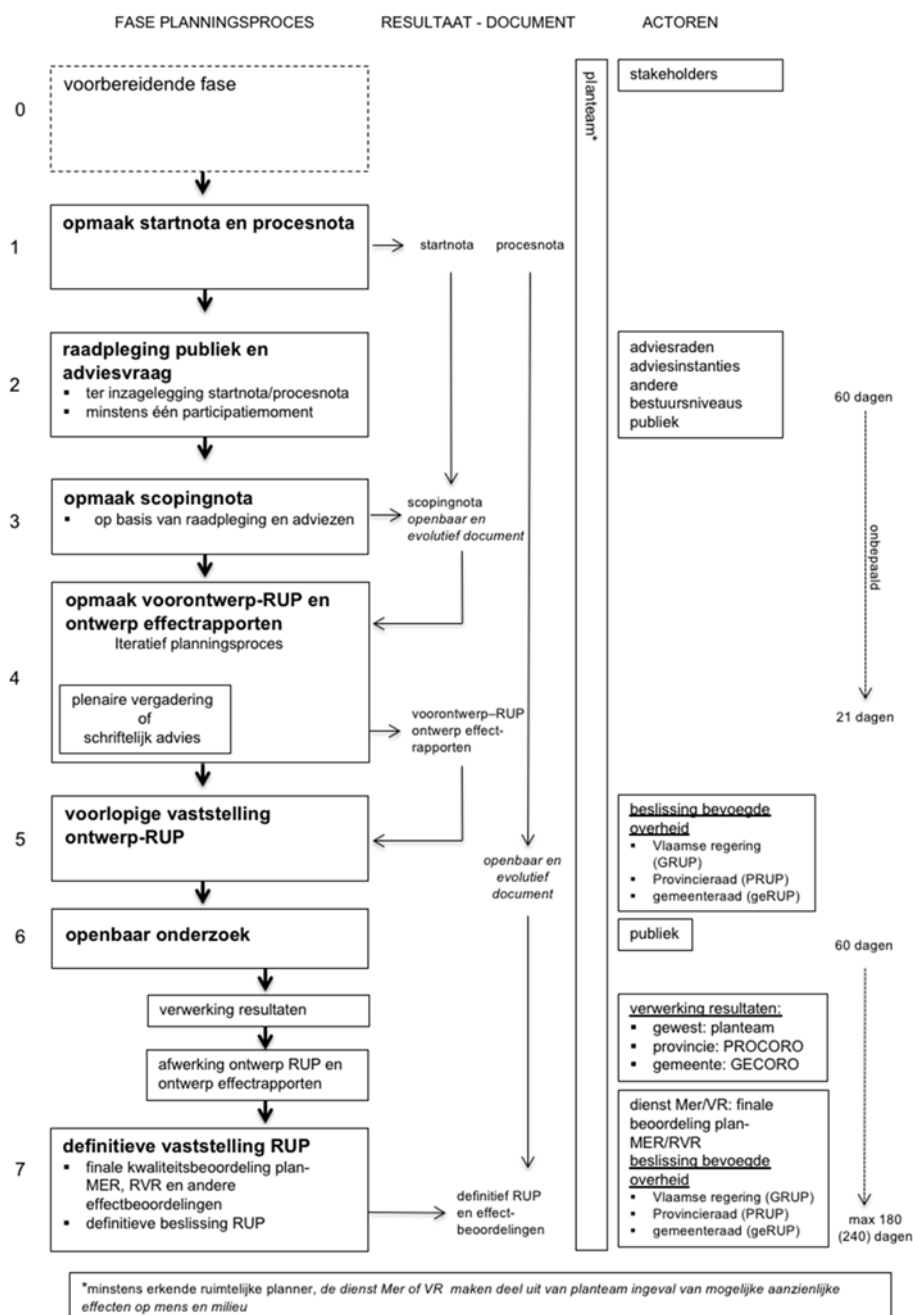 FASE PLANNINGSPROCES
RESULTAAT - DOCUMENT
ACTOREN
0
voorbereidende fase
planteam*
stakeholders
1
opmaak startnota en procesnota
startnota
procesnota
2
raadpleging publiek en
adviesvraag
▪ ter inzagelegging startnota/procesnota
▪ minstens één participatiemoment
adviesraden
adviesinstanties
andere
bestuursniveaus
publiek
60 dagen
3
opmaak scopingnota
▪ op basis van raadpleging en adviezen
scopingnota
openbaar en
evolutief document
onbepaald
4
opmaak voorontwerp-RUP en
ontwerp effectrapporten
Iteratief planningsproces
plenaire vergadering
of
schriftelijk advies
voorontwerp–RUP
ontwerp effect-
rapporten
21 dagen
5
voorlopige vaststelling
ontwerp-RUP
openbaar en
evolutief
document
beslissing bevoegde
overheid
▪ Vlaamse regering
(GRUP)
▪ Provincieraad (PRUP)
▪ gemeenteraad (geRUP)
6
openbaar onderzoek
publiek
60 dagen
verwerking resultaten
verwerking resultaten:
▪ gewest: planteam
▪ provincie: PROCORO
▪ gemeente: GECORO
afwerking ontwerp RUP en
ontwerp effectrapporten
7
definitieve vaststelling RUP
▪ finale kwaliteitsbeoordeling plan-
MER, RVR en andere
effectbeoordelingen
▪ definitieve beslissing RUP
definitief RUP
en effect-
beoordelingen
dienst Mer/VR: finale
beoordeling plan-
MER/RVR
beslissing bevoegde
overheid
▪ Vlaamse regering (GRUP)
▪ Provincieraad (PRUP)
▪ gemeenteraad (geRUP)
max 180
(240) dagen
*minstens erkende ruimtelijke planner, de dienst Mer of VR maken deel uit van planteam ingeval van mogelijke aanzienlijke
effecten op mens en milieu